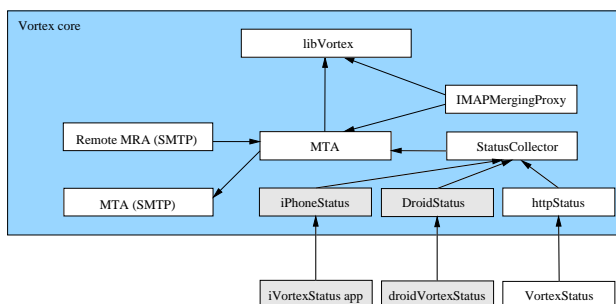 Vortex core
libVortex
IMAPMergingProxy
Remote MRA (SMTP)
MTA
StatusCollector
MTA (SMTP)
iPhoneStatus
DroidStatus
httpStatus
iVortexStatus app
droidVortexStatus
VortexStatus